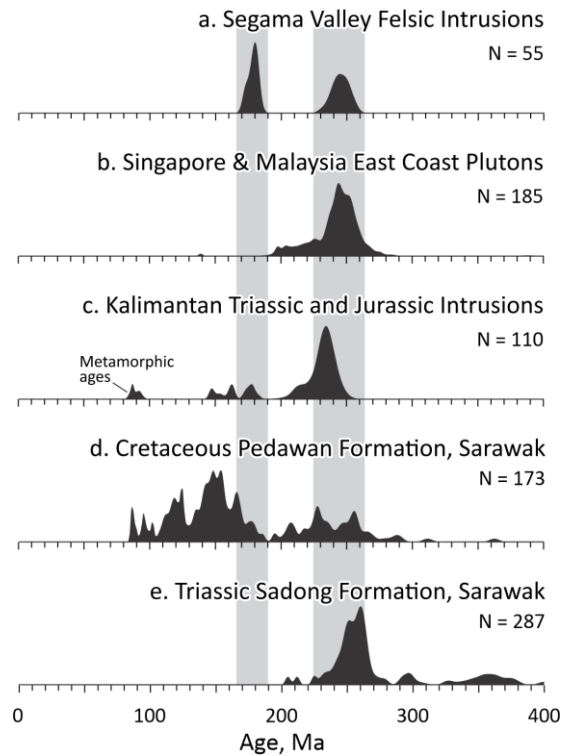 a. Segama Valley Felsic Intrusions
N = 55
b. Singapore & Malaysia East Coast Plutons
N = 185
c. Kalimantan Triassic and Jurassic Intrusions
N = 110
Metamorphic
ages
d. Cretaceous Pedawan Formation, Sarawak
N = 173
e. Triassic Sadong Formation, Sarawak
N = 287
0 100 200 300 400
Age, Ma